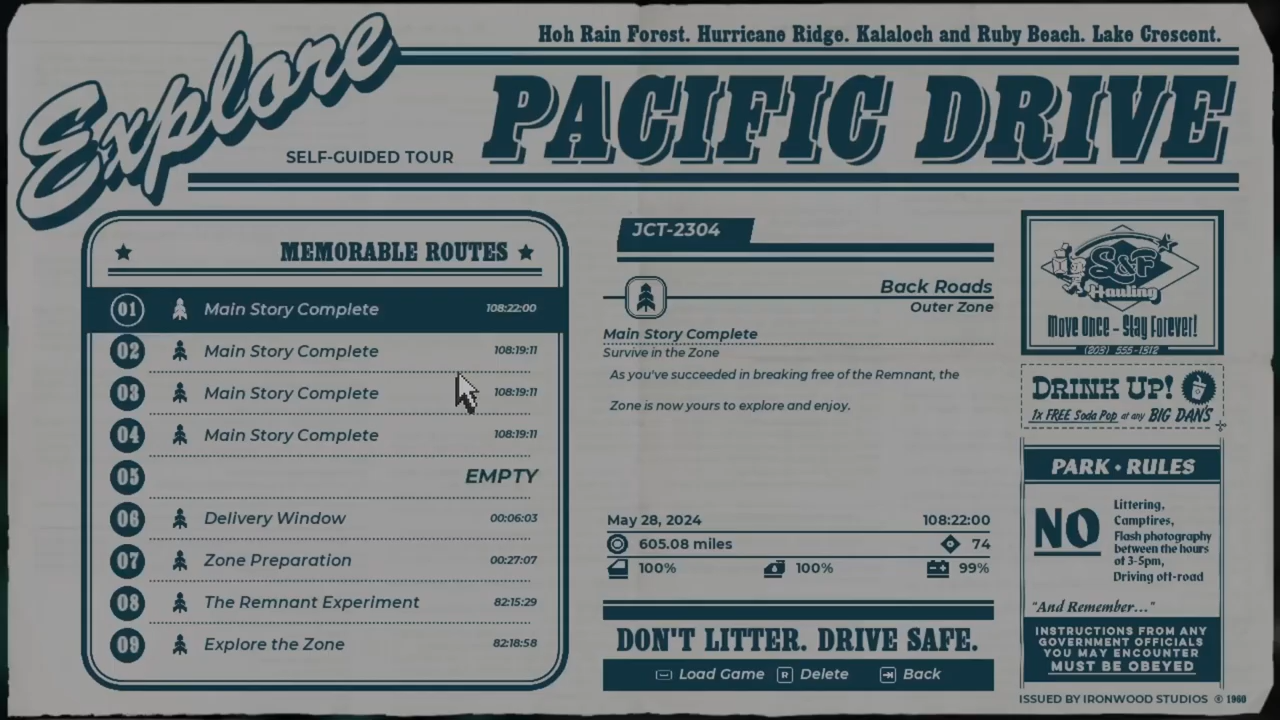 Explore
Hoh Rain Forest. Hurricane Ridge. Kalaloch and Ruby Beach. Lake Crescent.
PACIFIC DRIVE
SELF-GUIDED TOUR
MEMORABLE ROUTES
01 Main Story Complete 108:22:00
02 Main Story Complete 108:19:11
03 Main Story Complete 108:19:11
04 Main Story Complete 108:19:11
05 EMPTY
06 Delivery Window 00:06:03
07 Zone Preparation 00:27:07
08 The Remnant Experiment 82:15:29
09 Explore the Zone 82:18:58
JCT-2304
Back Roads
Outer Zone
Main Story Complete
Survive in the Zone
As you've succeeded in breaking free of the Remnant, the
Zone is now yours to explore and enjoy.
May 28, 2024 108:22:00
605.08 miles 74
100% 100% 99%
DON'T LITTER. DRIVE SAFE.
Load Game R Delete Back
S&F
Hauling
Move Once - Stay Forever!
(203) 555-1312
DRINK UP!
1x FREE Soda Pop at any BIG DAN'S
PARK • RULES
NO
Littering,
Campfires,
Flash photography
between the hours
of 3-5pm,
Driving off-road
"And Remember..."
INSTRUCTIONS FROM ANY
GOVERNMENT OFFICIALS
YOU MAY ENCOUNTER
MUST BE OBEYED
ISSUED BY IRONWOOD STUDIOS © 1960